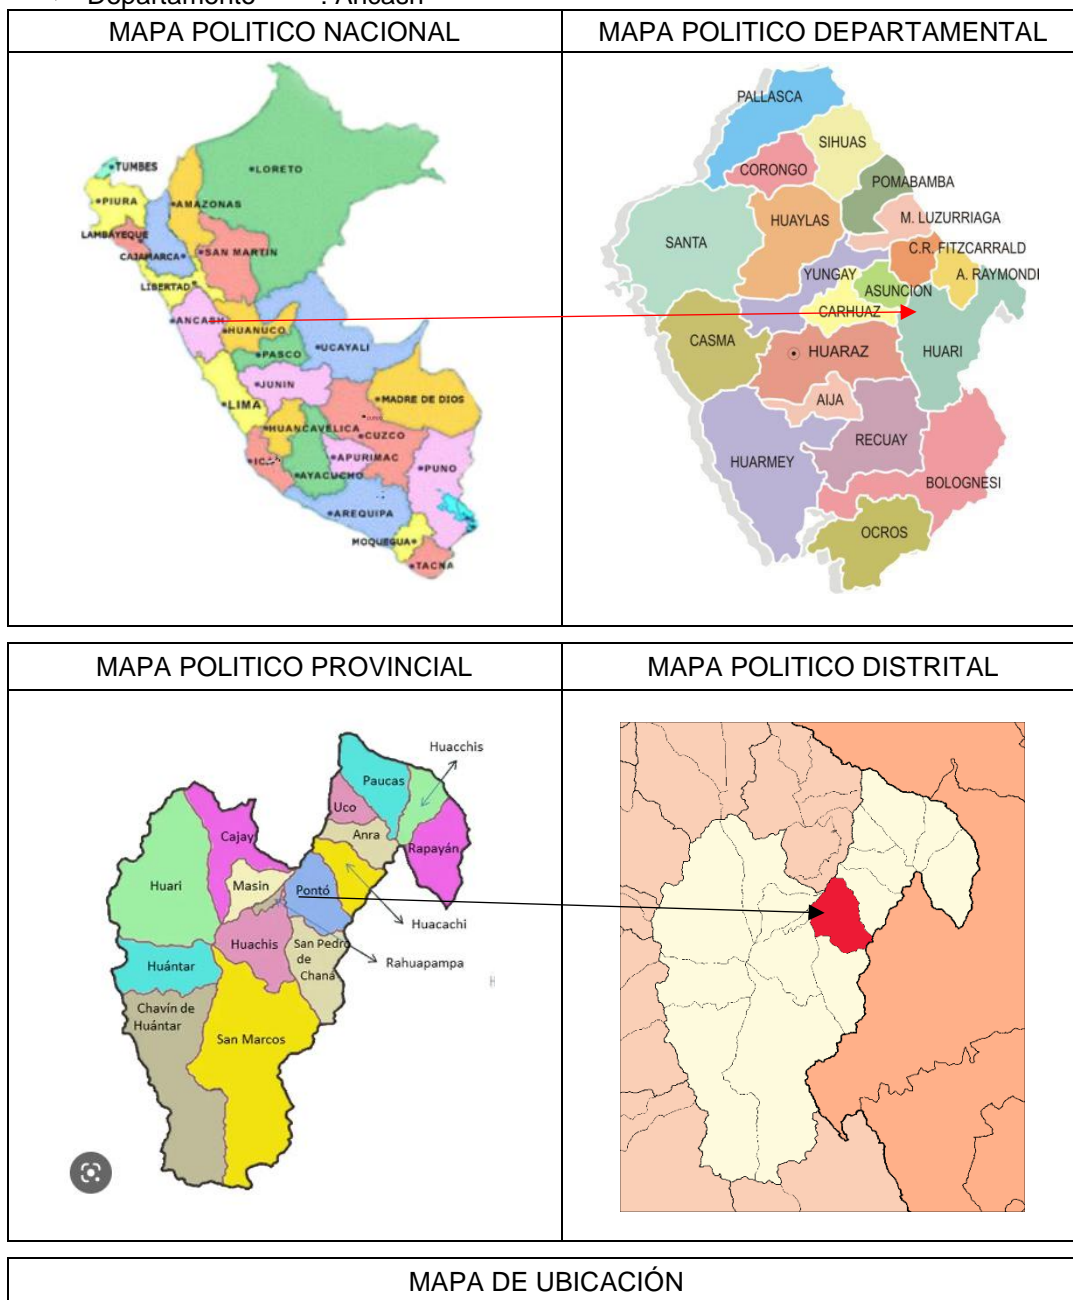 Departamento : Ancash
MAPA POLITICO NACIONAL
MAPA POLITICO DEPARTAMENTAL
TUMBES
LORETO
PIURA
AMAZONAS
LAMBAYEQUE
CAJAMARCA
SAN MARTIN
LIBERTAD
ANCASH
HUANUCO
UCAYALI
PASCO
JUNIN
LIMA
MADRE DE DIOS
HUANCAVELICA
CUZCO
ICA
APURIMAC
PUNO
AYACUCHO
AREQUIPA
MOQUEGUA
TACNA
PALLASCA
SIHUAS
CORONGO
POMABAMBA
HUAYLAS
M. LUZURRIAGA
SANTA
C.R. FITZCARRALD
YUNGAY
A. RAYMONDI
ASUNCION
CARHUAZ
CASMA
HUARAZ
HUARI
AIJA
RECUAY
HUARMEY
BOLOGNESI
OCROS
MAPA POLITICO PROVINCIAL
MAPA POLITICO DISTRITAL
Huacchis
Paucas
Uco
Anra
Cajay
Rapayán
Huari
Masin
Pontó
Huacachi
Huachis
San Pedro
de
Chaná
Rahuapampa
Huántar
Chavín de
Huántar
San Marcos
H
MAPA DE UBICACIÓN